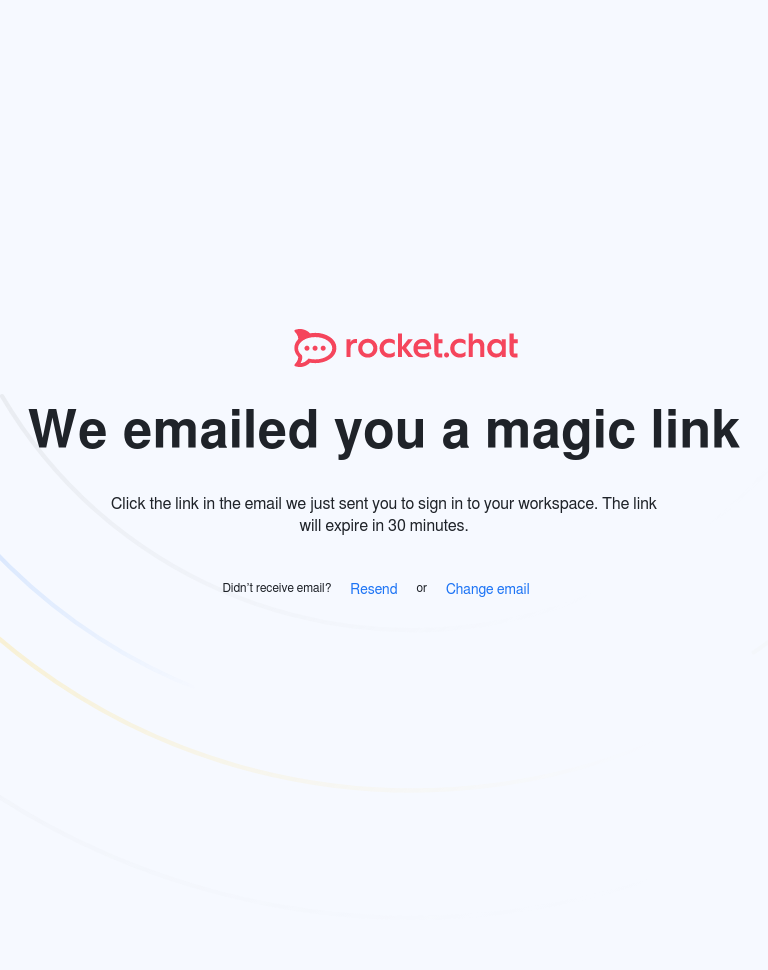 rocket.chat
We emailed you a magic link
Click the link in the email we just sent you to sign in to your workspace. The link
will expire in 30 minutes.
Didn't receive email? Resend or Change email